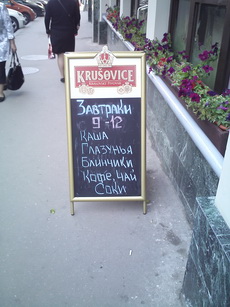 KRUŠOVICE
Завтраки
9-12
Каша
Глазунья
Блинчики
Кофе, чай
Соки